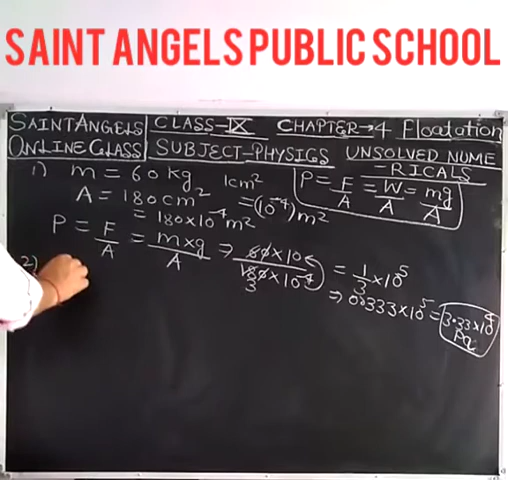 SAINT ANGELS PUBLIC SCHOOL
SAINT ANGELS CLASS-IX CHAPTER→4 Floatation
ONLINE CLASS SUBJECT-PHYSICS UNSOLVED NUME
-RICALS
1) m = 60 kg 1cm² P = F/A = W/A = mg/A
A = 180 cm² = (10⁻⁴) m²
= 180×10⁻⁴ m²
P = F/A = m×g/A ⇒ 60×10/180×10⁻⁴ = 1/3 ×10⁵
3
⇒ 0.333×10⁵ = 3.33×10⁴
Pa
2)